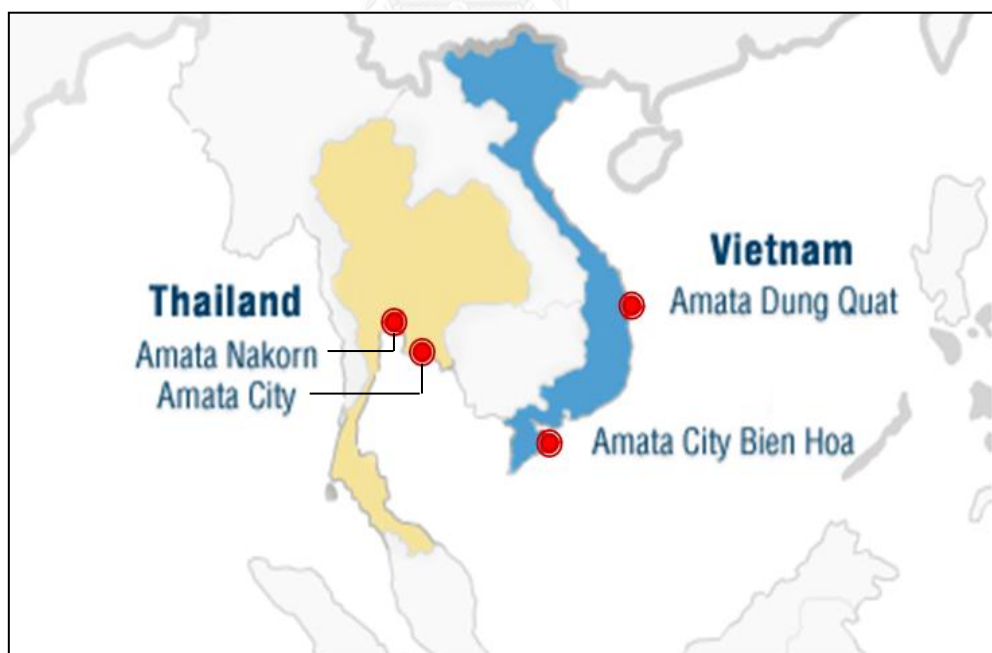 Thailand
Amata Nakorn
Amata City
Vietnam
Amata Dung Quat
Amata City Bien Hoa